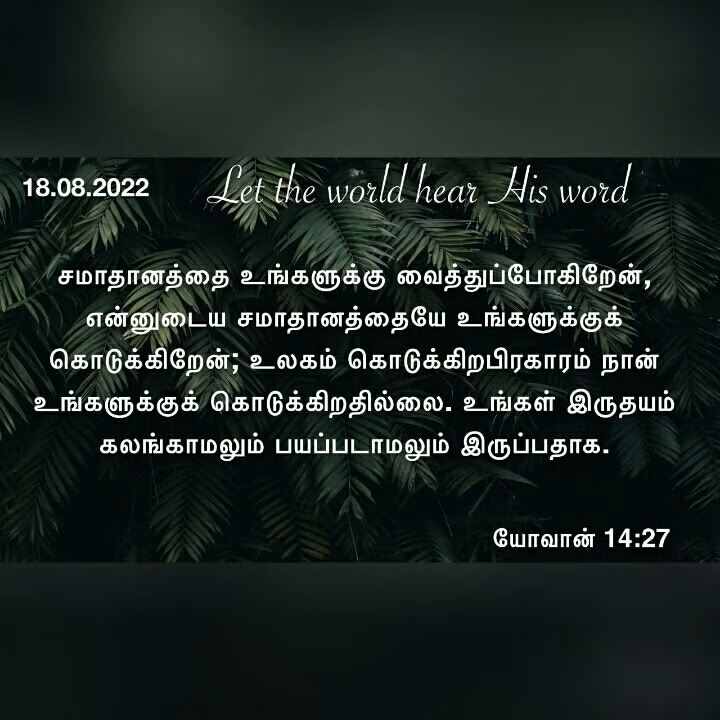 18.08.2022 Let the world hear His word
சமாதானத்தை உங்களுக்கு வைத்துப்போகிறேன்,
என்னுடைய சமாதானத்தையே உங்களுக்குக்
கொடுக்கிறேன்; உலகம் கொடுக்கிறபிரகாரம் நான்
உங்களுக்குக் கொடுக்கிறதில்லை. உங்கள் இருதயம்
கலங்காமலும் பயப்படாமலும் இருப்பதாக.
யோவான் 14:27